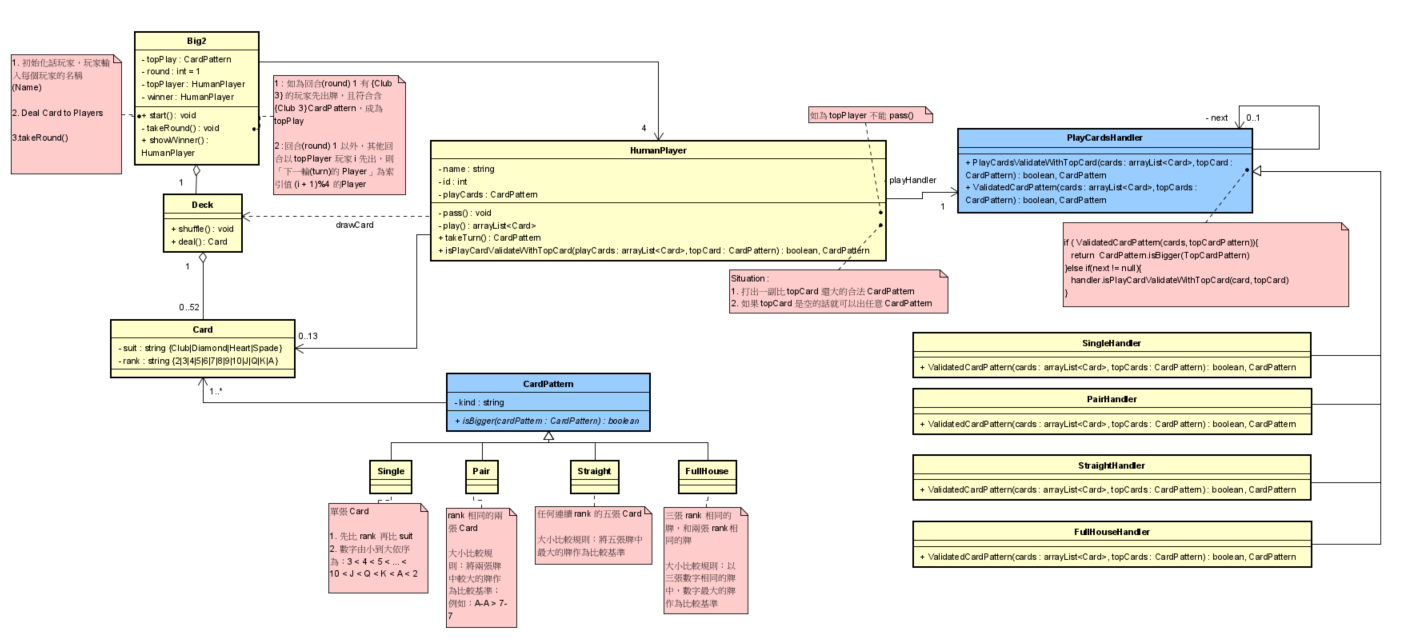 Big2
- topPlay : CardPattern
- round : int = 1
- topPlayer : HumanPlayer
- winner : HumanPlayer
+ start() : void
- takeRound() : void
+ showWinner() :
HumanPlayer
1. 初始化話玩家，玩家輸
入每個玩家的名稱
(Name)
2. Deal Card to Players
3.takeRound()
1 : 如為回合(round) 1 有 {Club
3} 的玩家先出牌，且符合含
{Club 3}CardPattern，成為
topPlay
2 :回合(round) 1 以外，其他回
合以 topPlayer 玩家 i 先出，則
「下一輪(turn)的 Player」為索
引值 (i + 1)%4 的Player
4
1
Deck
+ shuffle() : void
+ deal() : Card
drawCard
1
0..52
Card
- suit : string {Club|Diamond|Heart|Spade}
- rank : string {2|3|4|5|6|7|8|9|10|J|Q|K|A}
0..13
1..*
HumanPlayer
- name : string
- id : int
- playCards : CardPattern
- pass() : void
- play() : arrayList<Card>
+ takeTurn() : CardPattern
+ isPlayCardValidateWithTopCard(playCards : arrayList<Card>, topCard : CardPattern) : boolean, CardPattern
如為 topPlayer 不能 pass()
Situation :
1. 打出一副比 topCard 還大的合法 CardPattern
2. 如果 topCard 是空的話就可以出任意 CardPattern
playHandler
1
- next
0..1
PlayCardsHandler
+ PlayCardsValidateWithTopCard(cards : arrayList<Card>, topCard :
CardPattern) : boolean, CardPattern
+ ValidatedCardPattern(cards : arrayList<Card>, topCards :
CardPattern) : boolean, CardPattern
if ( ValidatedCardPattern(cards, topCardPattern)){
return CardPattern.isBigger(TopCardPattern)
}else if(next != null){
handler.isPlayCardValidateWithTopCard(card, topCard)
}
SingleHandler
+ ValidatedCardPattern(cards : arrayList<Card>, topCards : CardPattern) : boolean, CardPattern
PairHandler
+ ValidatedCardPattern(cards : arrayList<Card>, topCards : CardPattern) : boolean, CardPattern
StraightHandler
+ ValidatedCardPattern(cards : arrayList<Card>, topCards : CardPattern) : boolean, CardPattern
FullHouseHandler
+ ValidatedCardPattern(cards : arrayList<Card>, topCards : CardPattern) : boolean, CardPattern
CardPattern
- kind : string
+ isBigger(cardPattern : CardPattern) : boolean
Single
Pair
Straight
FullHouse
單張 Card
1. 先比 rank 再比 suit
2. 數字由小到大依序
為：3 < 4 < 5 < ... <
10 < J < Q < K < A < 2
rank 相同的兩
張 Card
大小比較規
則：將兩張牌
中較大的牌作
為比較基準；
例如：A-A > 7-
7
任何連續 rank 的五張 Card
大小比較規則：將五張牌中
最大的牌作為比較基準
三張 rank 相同的
牌，和兩張 rank相
同的牌
大小比較規則：以
三張數字相同的牌
中，數字最大的牌
作為比較基準